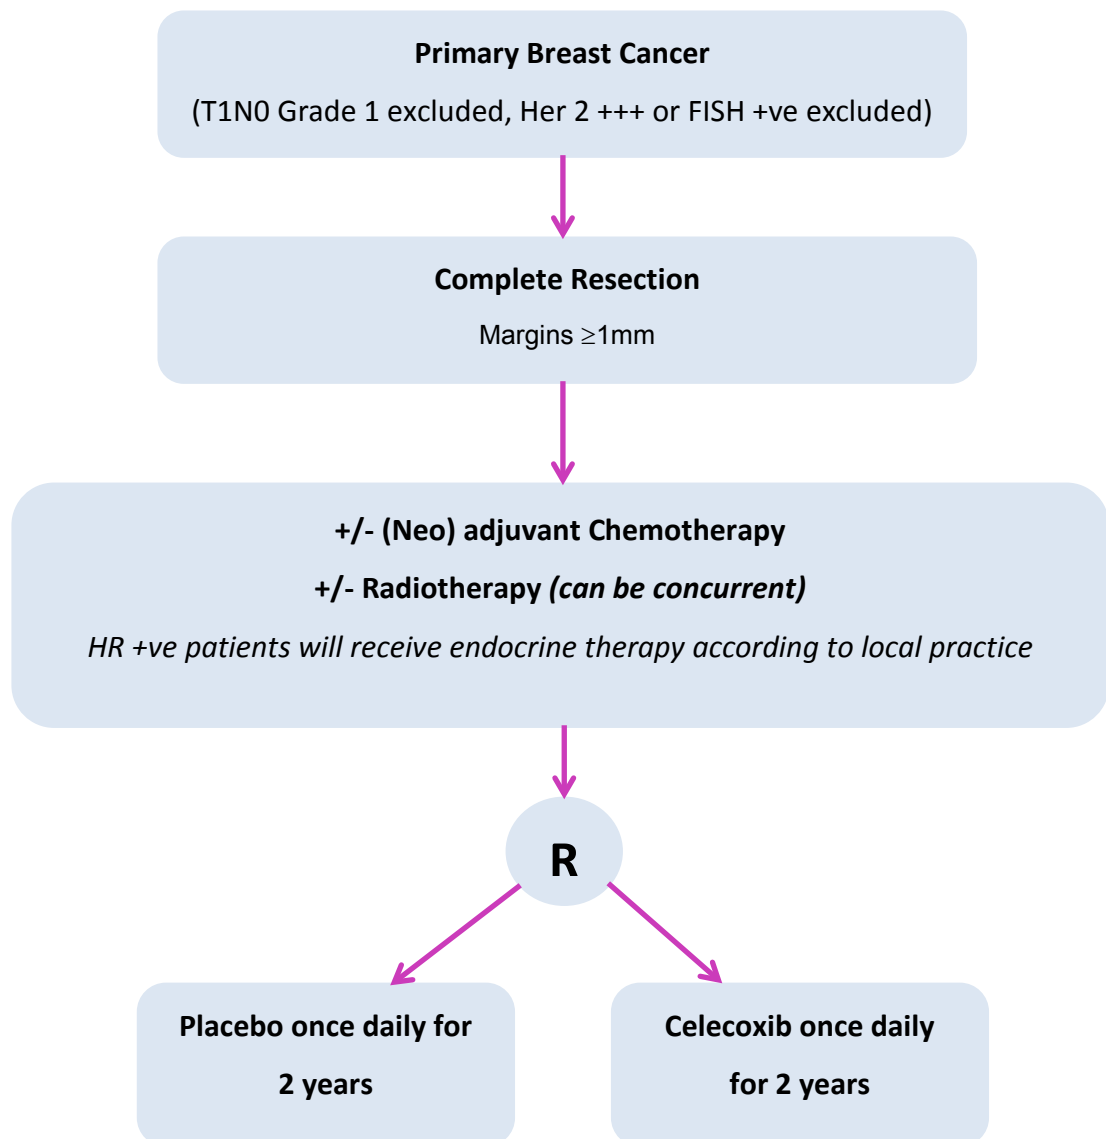 Primary Breast Cancer
(T1N0 Grade 1 excluded, Her 2 +++ or FISH +ve excluded)
Complete Resection
Margins ≥1mm
+/- (Neo) adjuvant Chemotherapy
+/- Radiotherapy (can be concurrent)
HR +ve patients will receive endocrine therapy according to local practice
R
Placebo once daily for
2 years
Celecoxib once daily
for 2 years